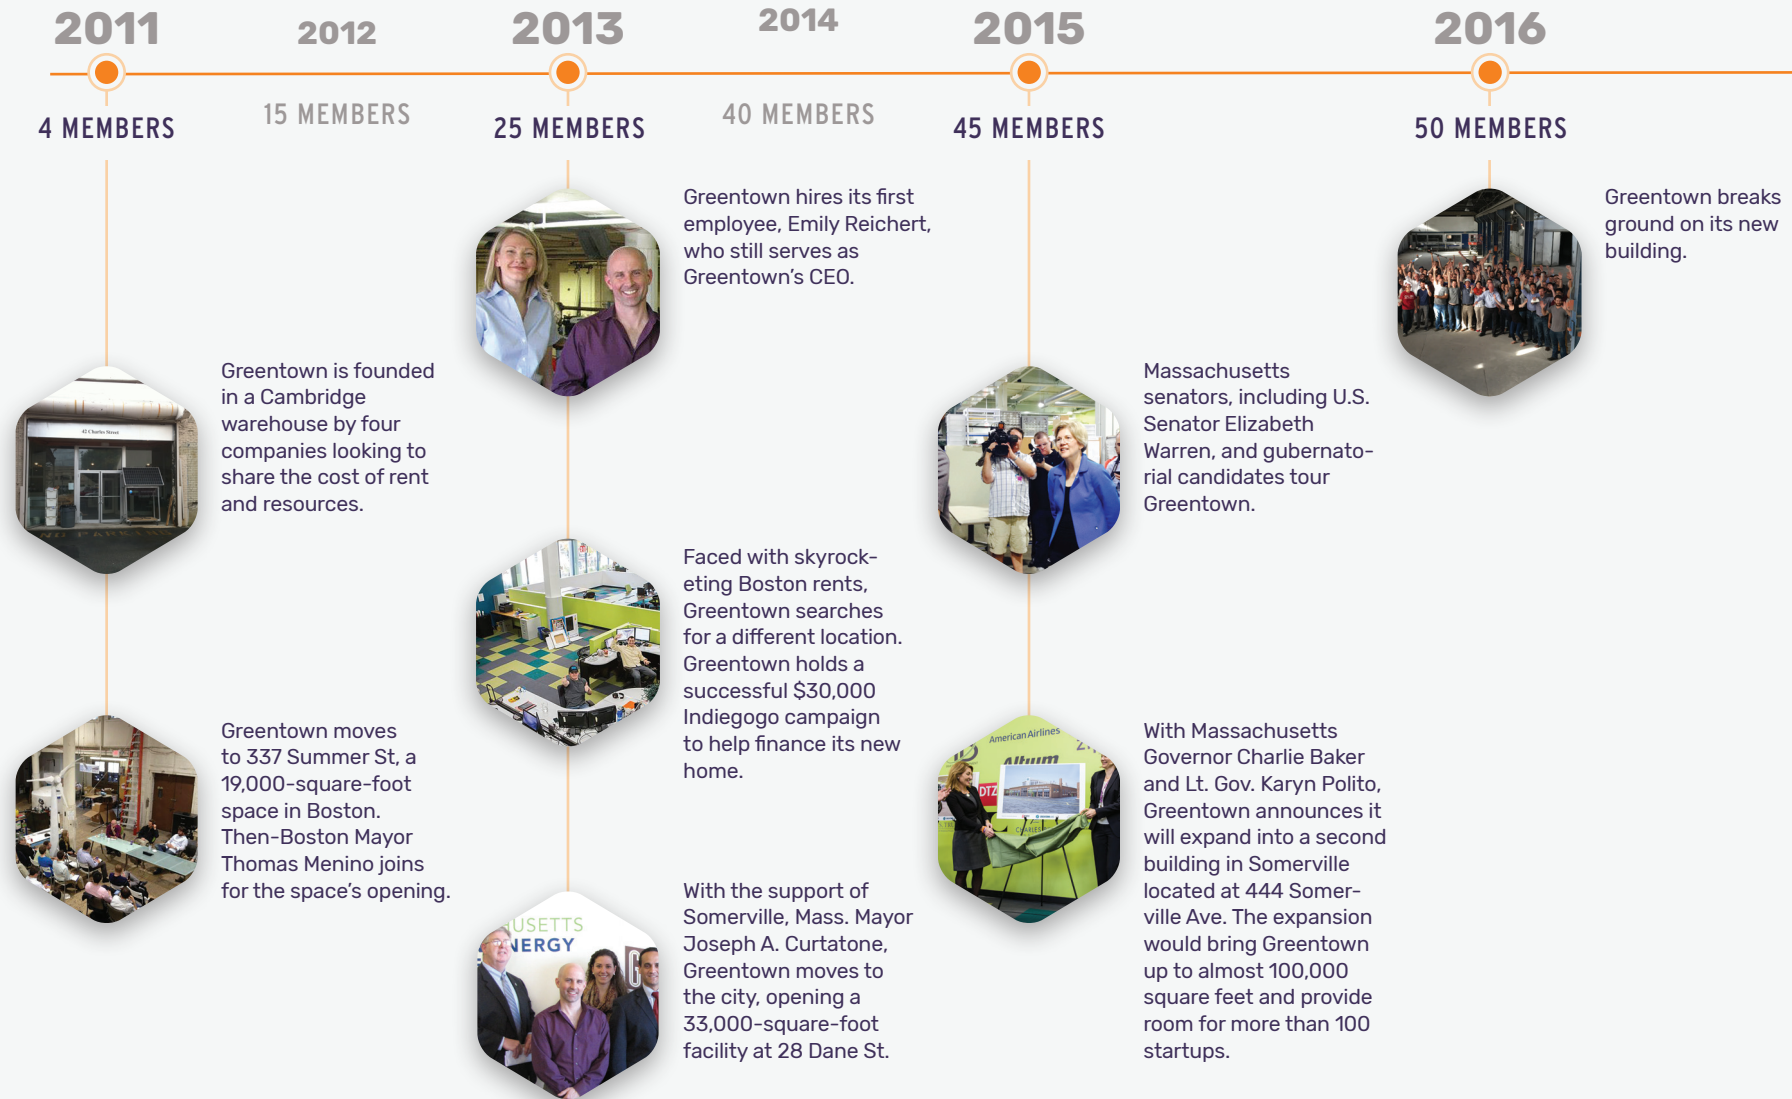 2011
2012
2013
2014
2015
2016
4 MEMBERS
15 MEMBERS
25 MEMBERS
40 MEMBERS
45 MEMBERS
50 MEMBERS
Greentown is founded
in a Cambridge
warehouse by four
companies looking to
share the cost of rent
and resources.
42 Charles Street
NO PARKING
Greentown moves
to 337 Summer St, a
19,000-square-foot
space in Boston.
Then-Boston Mayor
Thomas Menino joins
for the space's opening.
Greentown hires its first
employee, Emily Reichert,
who still serves as
Greentown's CEO.
Faced with skyrock-
eting Boston rents,
Greentown searches
for a different location.
Greentown holds a
successful $30,000
Indiegogo campaign
to help finance its new
home.
With the support of
Somerville, Mass. Mayor
Joseph A. Curtatone,
Greentown moves to
the city, opening a
33,000-square-foot
facility at 28 Dane St.
USETTS
NERGY
Massachusetts
senators, including U.S.
Senator Elizabeth
Warren, and gubernato-
rial candidates tour
Greentown.
With Massachusetts
Governor Charlie Baker
and Lt. Gov. Karyn Polito,
Greentown announces it
will expand into a second
building in Somerville
located at 444 Somer-
ville Ave. The expansion
would bring Greentown
up to almost 100,000
square feet and provide
room for more than 100
startups.
American Airlines
Altium
DTZ
CHARLES
Greentown breaks
ground on its new
building.